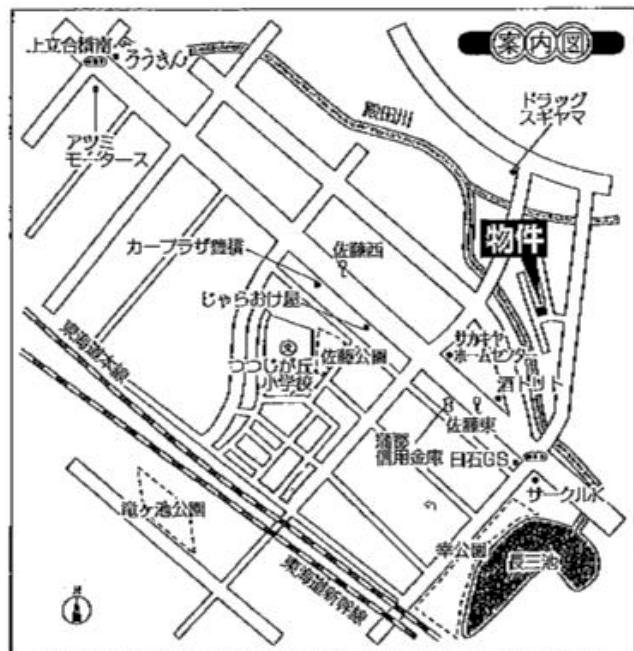 案内図
上立合橋南
ろうきん
アツミ
モータース
殿田川
ドラッグ
スギヤマ
物件
カープラザ豊橋
佐藤西
じゃらおけ屋
東海道本線
つつじが丘
小学校
佐藤公園
サカキヤ
ホームセンター
酒トット
佐藤東
蒲郡
信用金庫
日石GS
サークルK
竜ヶ池公園
幸公園
長三池
東海道新幹線